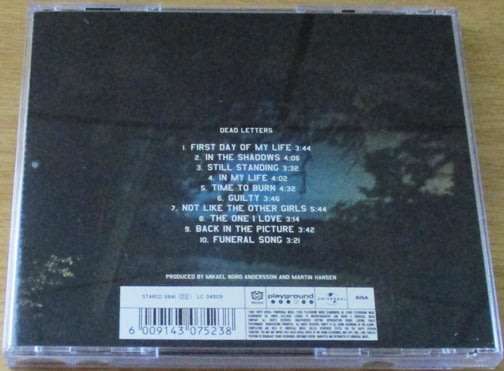 DEAD LETTERS
1. FIRST DAY OF MY LIFE 3:44
2. IN THE SHADOWS 4:06
3. STILL STANDING 3:32
4. IN MY LIFE 4:02
5. TIME TO BURN 4:32
6. GUILTY 3:46
7. NOT LIKE THE OTHER GIRLS 5:44
8. THE ONE I LOVE 3:14
9. BACK IN THE PICTURE 3:42
10. FUNERAL SONG 3:21
PRODUCED BY MIKAEL NORD ANDERSSON AND MARTIN HANSEN
playground
UNIVERSAL
6 009143 075238